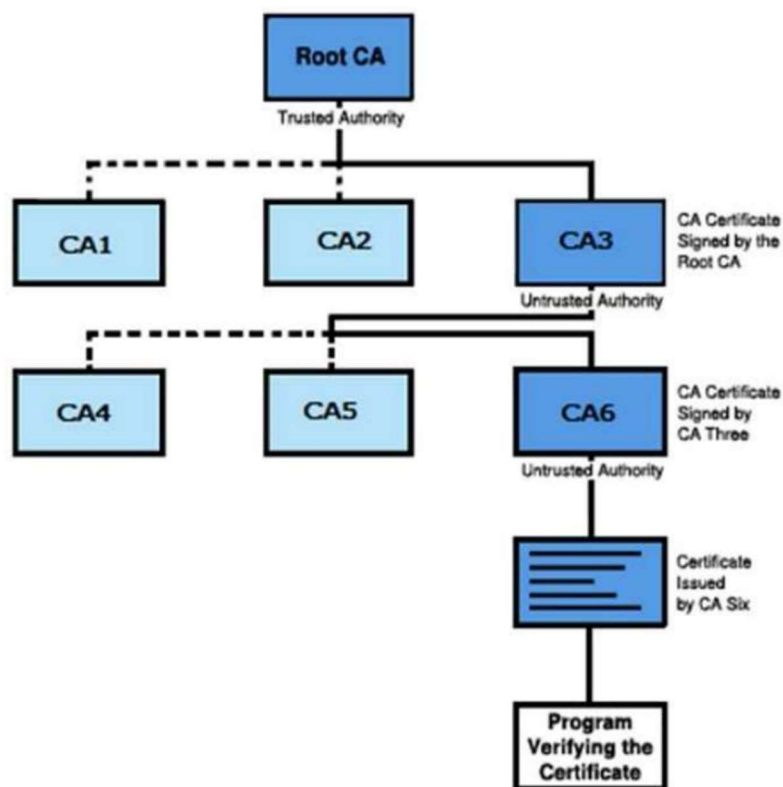 Root CA
Trusted Authority
CA1
CA2
CA3
CA Certificate
Signed by the
Root CA
Untrusted Authority
CA4
CA5
CA6
CA Certificate
Signed by
CA Three
Untrusted Authority
Certificate
Issued
by CA Six
Program
Verifying the
Certificate